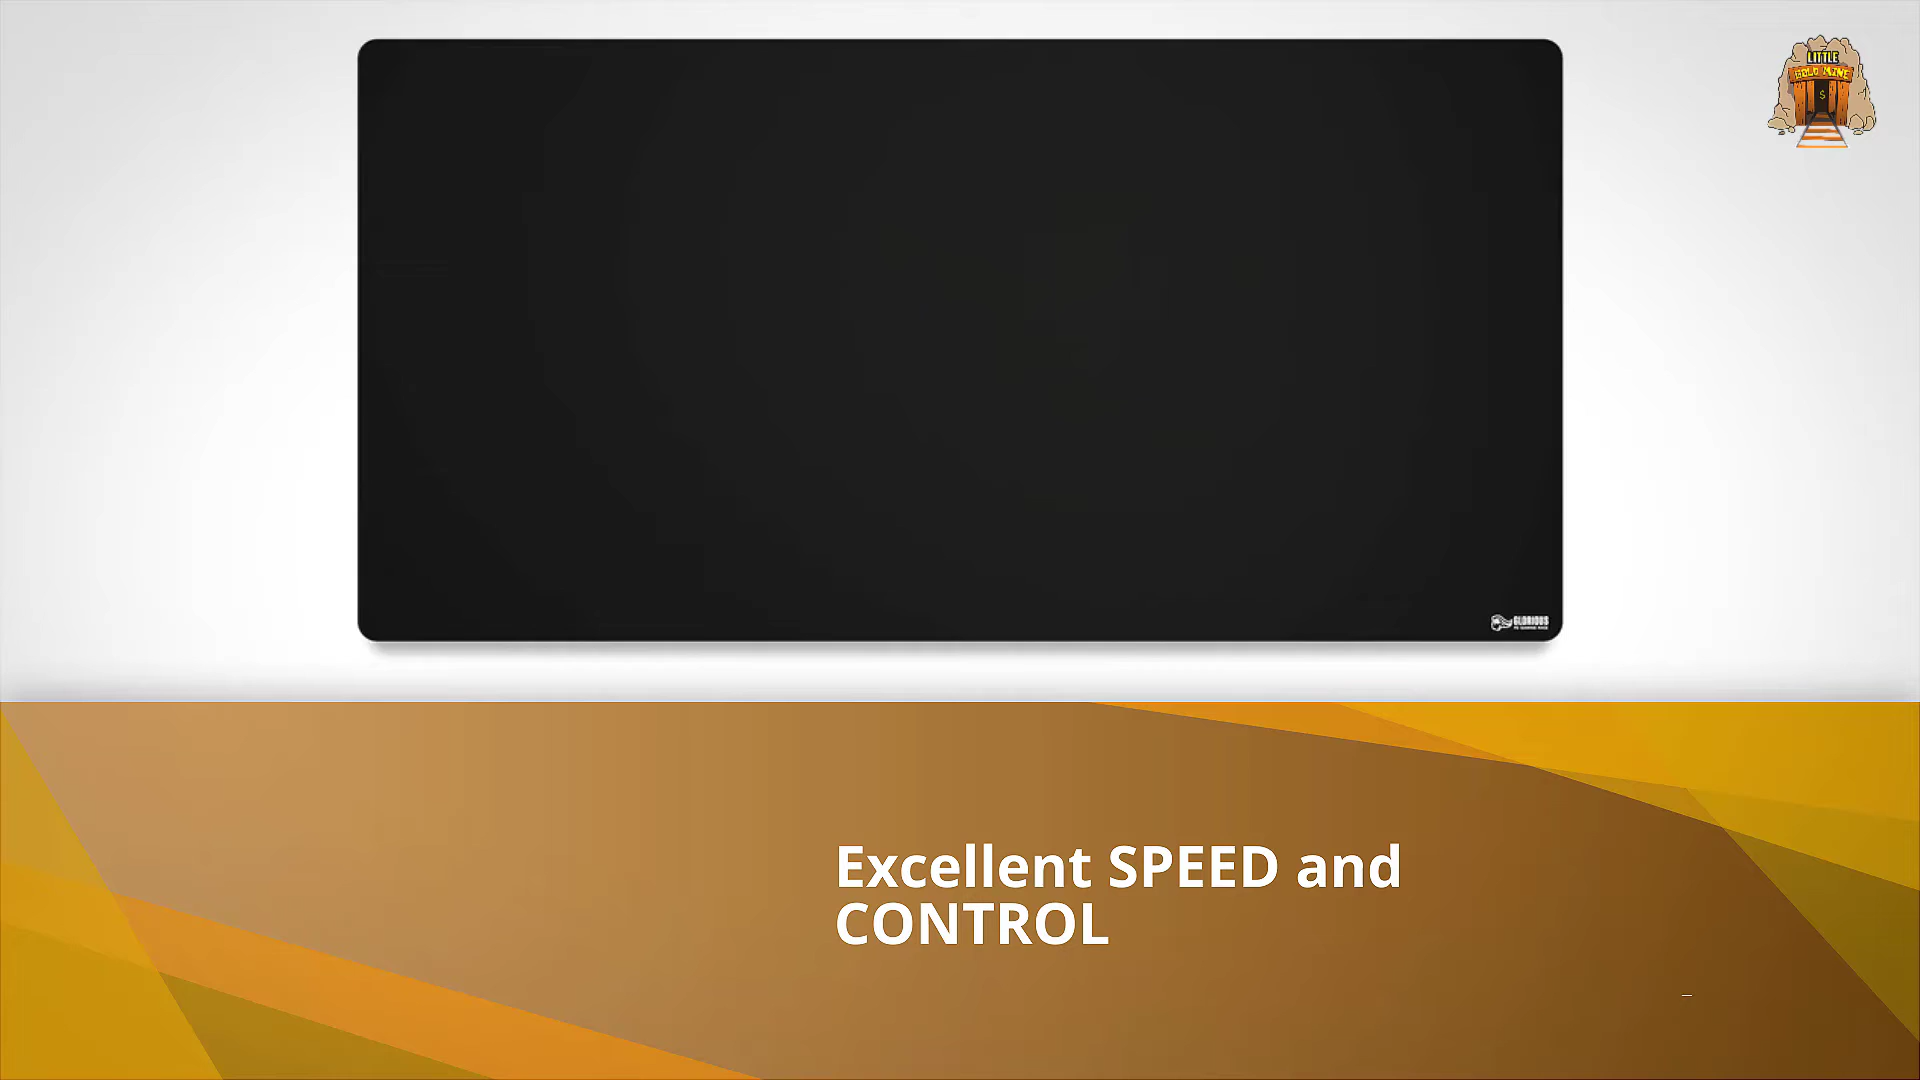 LITTLE
GOLD MINE
$
GLORIOUS
Excellent SPEED and
CONTROL